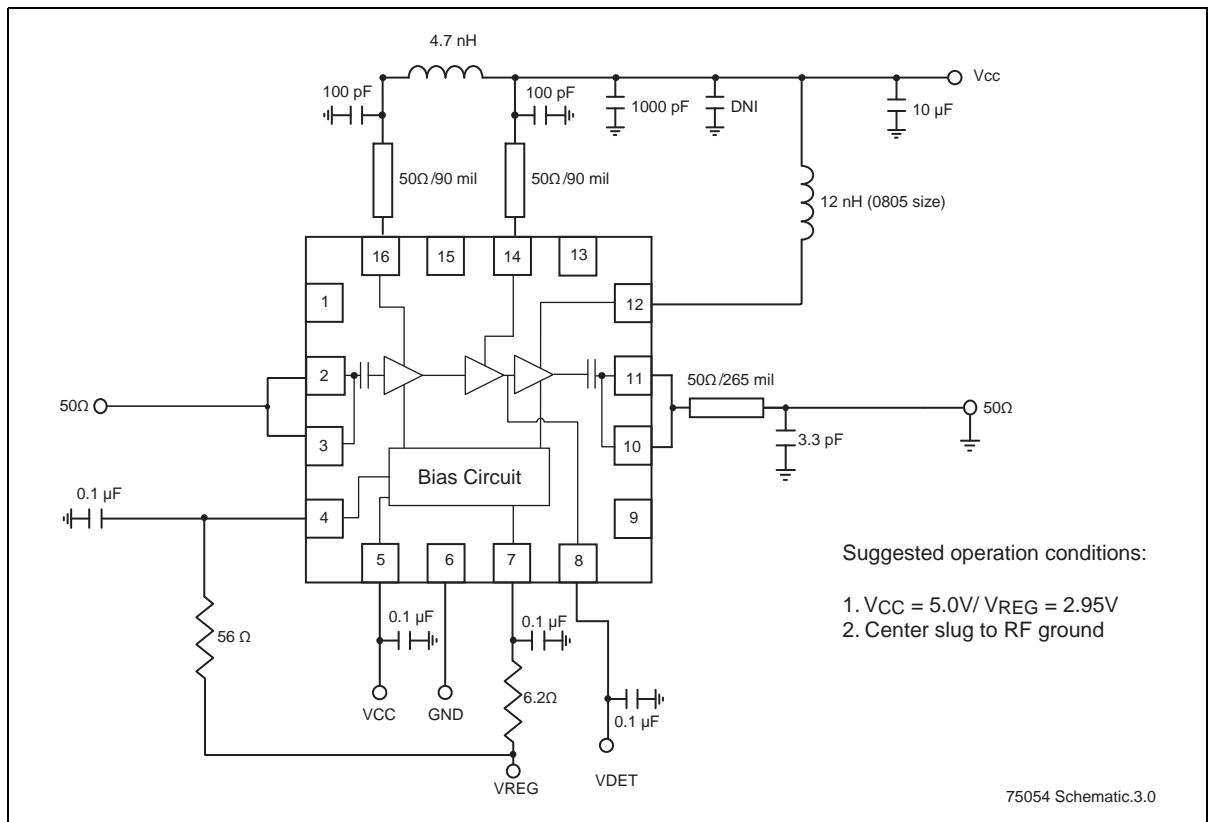 4.7 nH
Vcc
100 pF
100 pF
1000 pF
DNI
10 µF
50Ω/90 mil
50Ω/90 mil
12 nH (0805 size)
16
15
14
13
1
12
2
11
50Ω/265 mil
50Ω
50Ω
3
10
3.3 pF
Bias Circuit
0.1 µF
4
9
5
6
7
8
Suggested operation conditions:
1. VCC = 5.0V/ VREG = 2.95V
2. Center slug to RF ground
0.1 µF
0.1 µF
56 Ω
6.2Ω
VCC
GND
0.1 µF
VREG
VDET
75054 Schematic.3.0